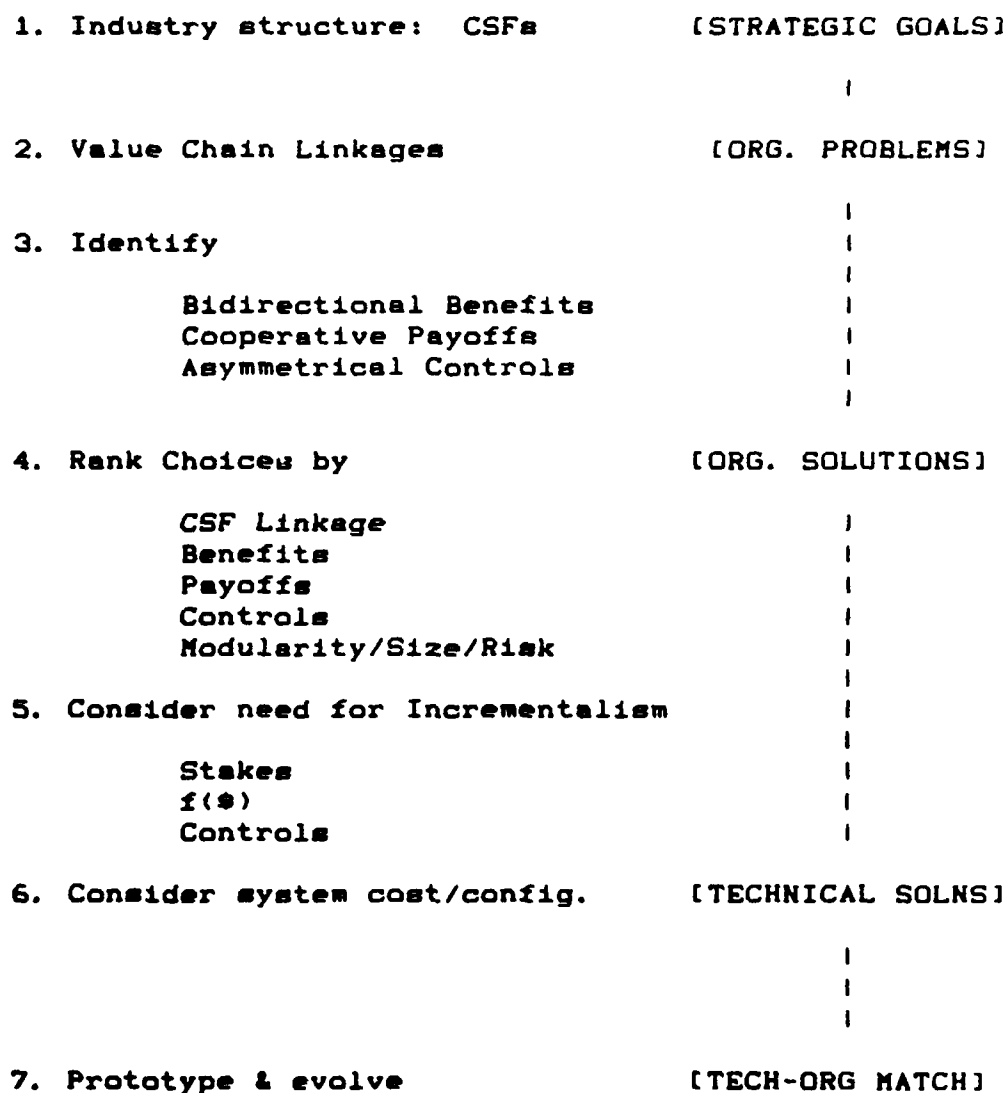 1. Industry structure: CSFs [STRATEGIC GOALS]
2. Value Chain Linkages [ORG. PROBLEMS]
3. Identify
Bidirectional Benefits
Cooperative Payoffs
Asymmetrical Controls
4. Rank Choices by [ORG. SOLUTIONS]
CSF Linkage
Benefits
Payoffs
Controls
Modularity/Size/Risk
5. Consider need for Incrementalism
Stakes
f($)
Controls
6. Consider system cost/config. [TECHNICAL SOLNS]
7. Prototype & evolve [TECH-ORG MATCH]